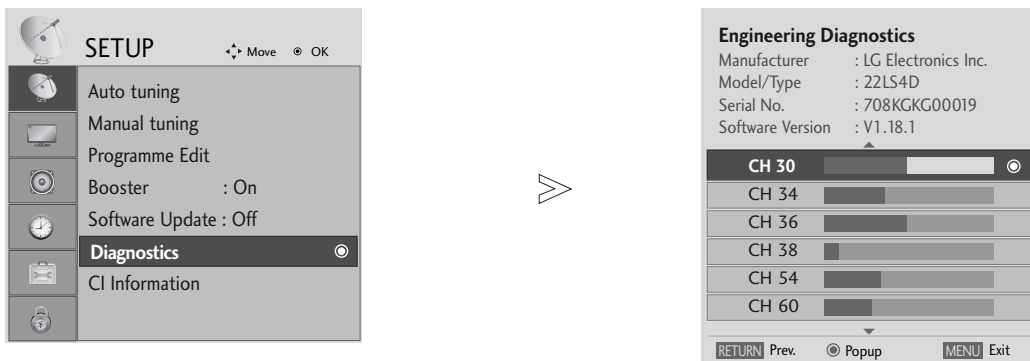 SETUP
Move
OK
Auto tuning
Manual tuning
Programme Edit
Booster : On
Software Update : Off
Diagnostics
CI Information
Engineering Diagnostics
Manufacturer : LG Electronics Inc.
Model/Type : 22LS4D
Serial No. : 708KGKG00019
Software Version : V1.18.1
CH 30
CH 34
CH 36
CH 38
CH 54
CH 60
RETURN Prev.
Popup
MENU Exit